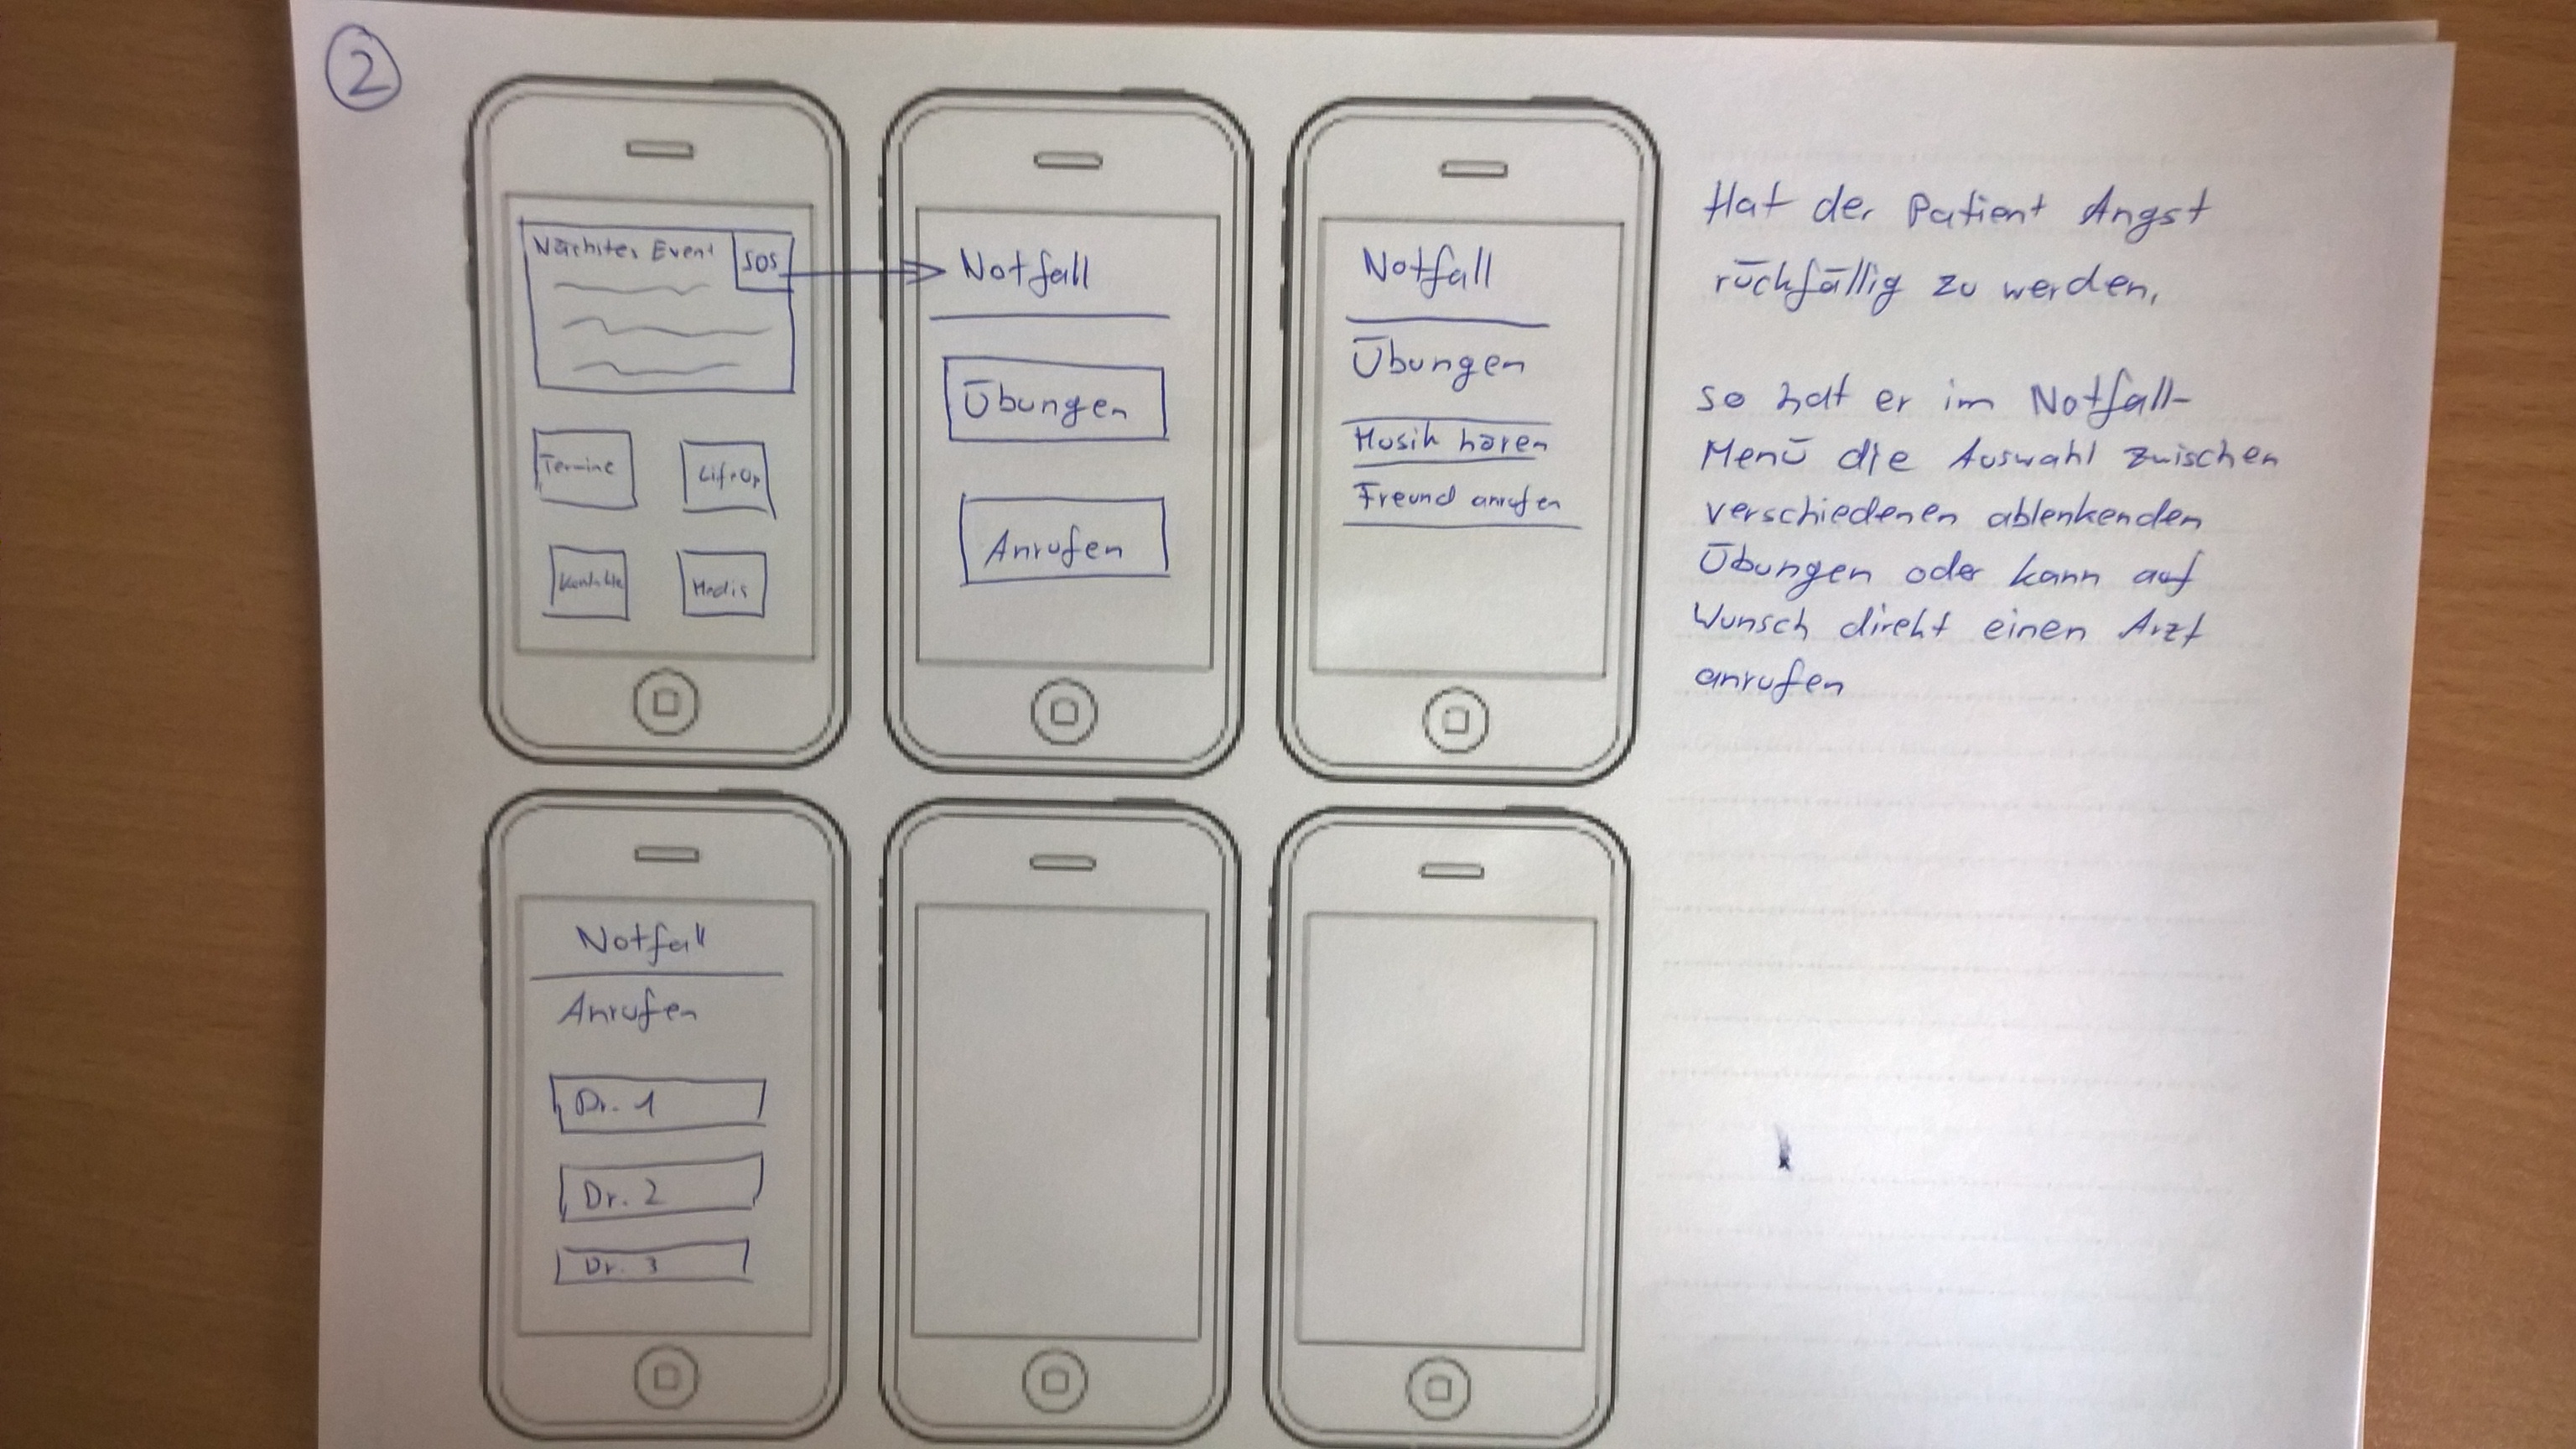 2
Nächstes Event
SOS
Termine
Kontakte
Medis
Notfall
Übungen
Anrufen
Notfall
Übungen
Musik hören
Freund anrufen
Notfall
Anrufen
Dr. 1
Dr. 2
Dr. 3
Hat der Patient Angst
rückfällig zu werden,
so hat er im Notfall-
Menü die Auswahl zwischen
verschiedenen ablenkenden
Übungen oder kann auf
Wunsch direkt einen Arzt
anrufen